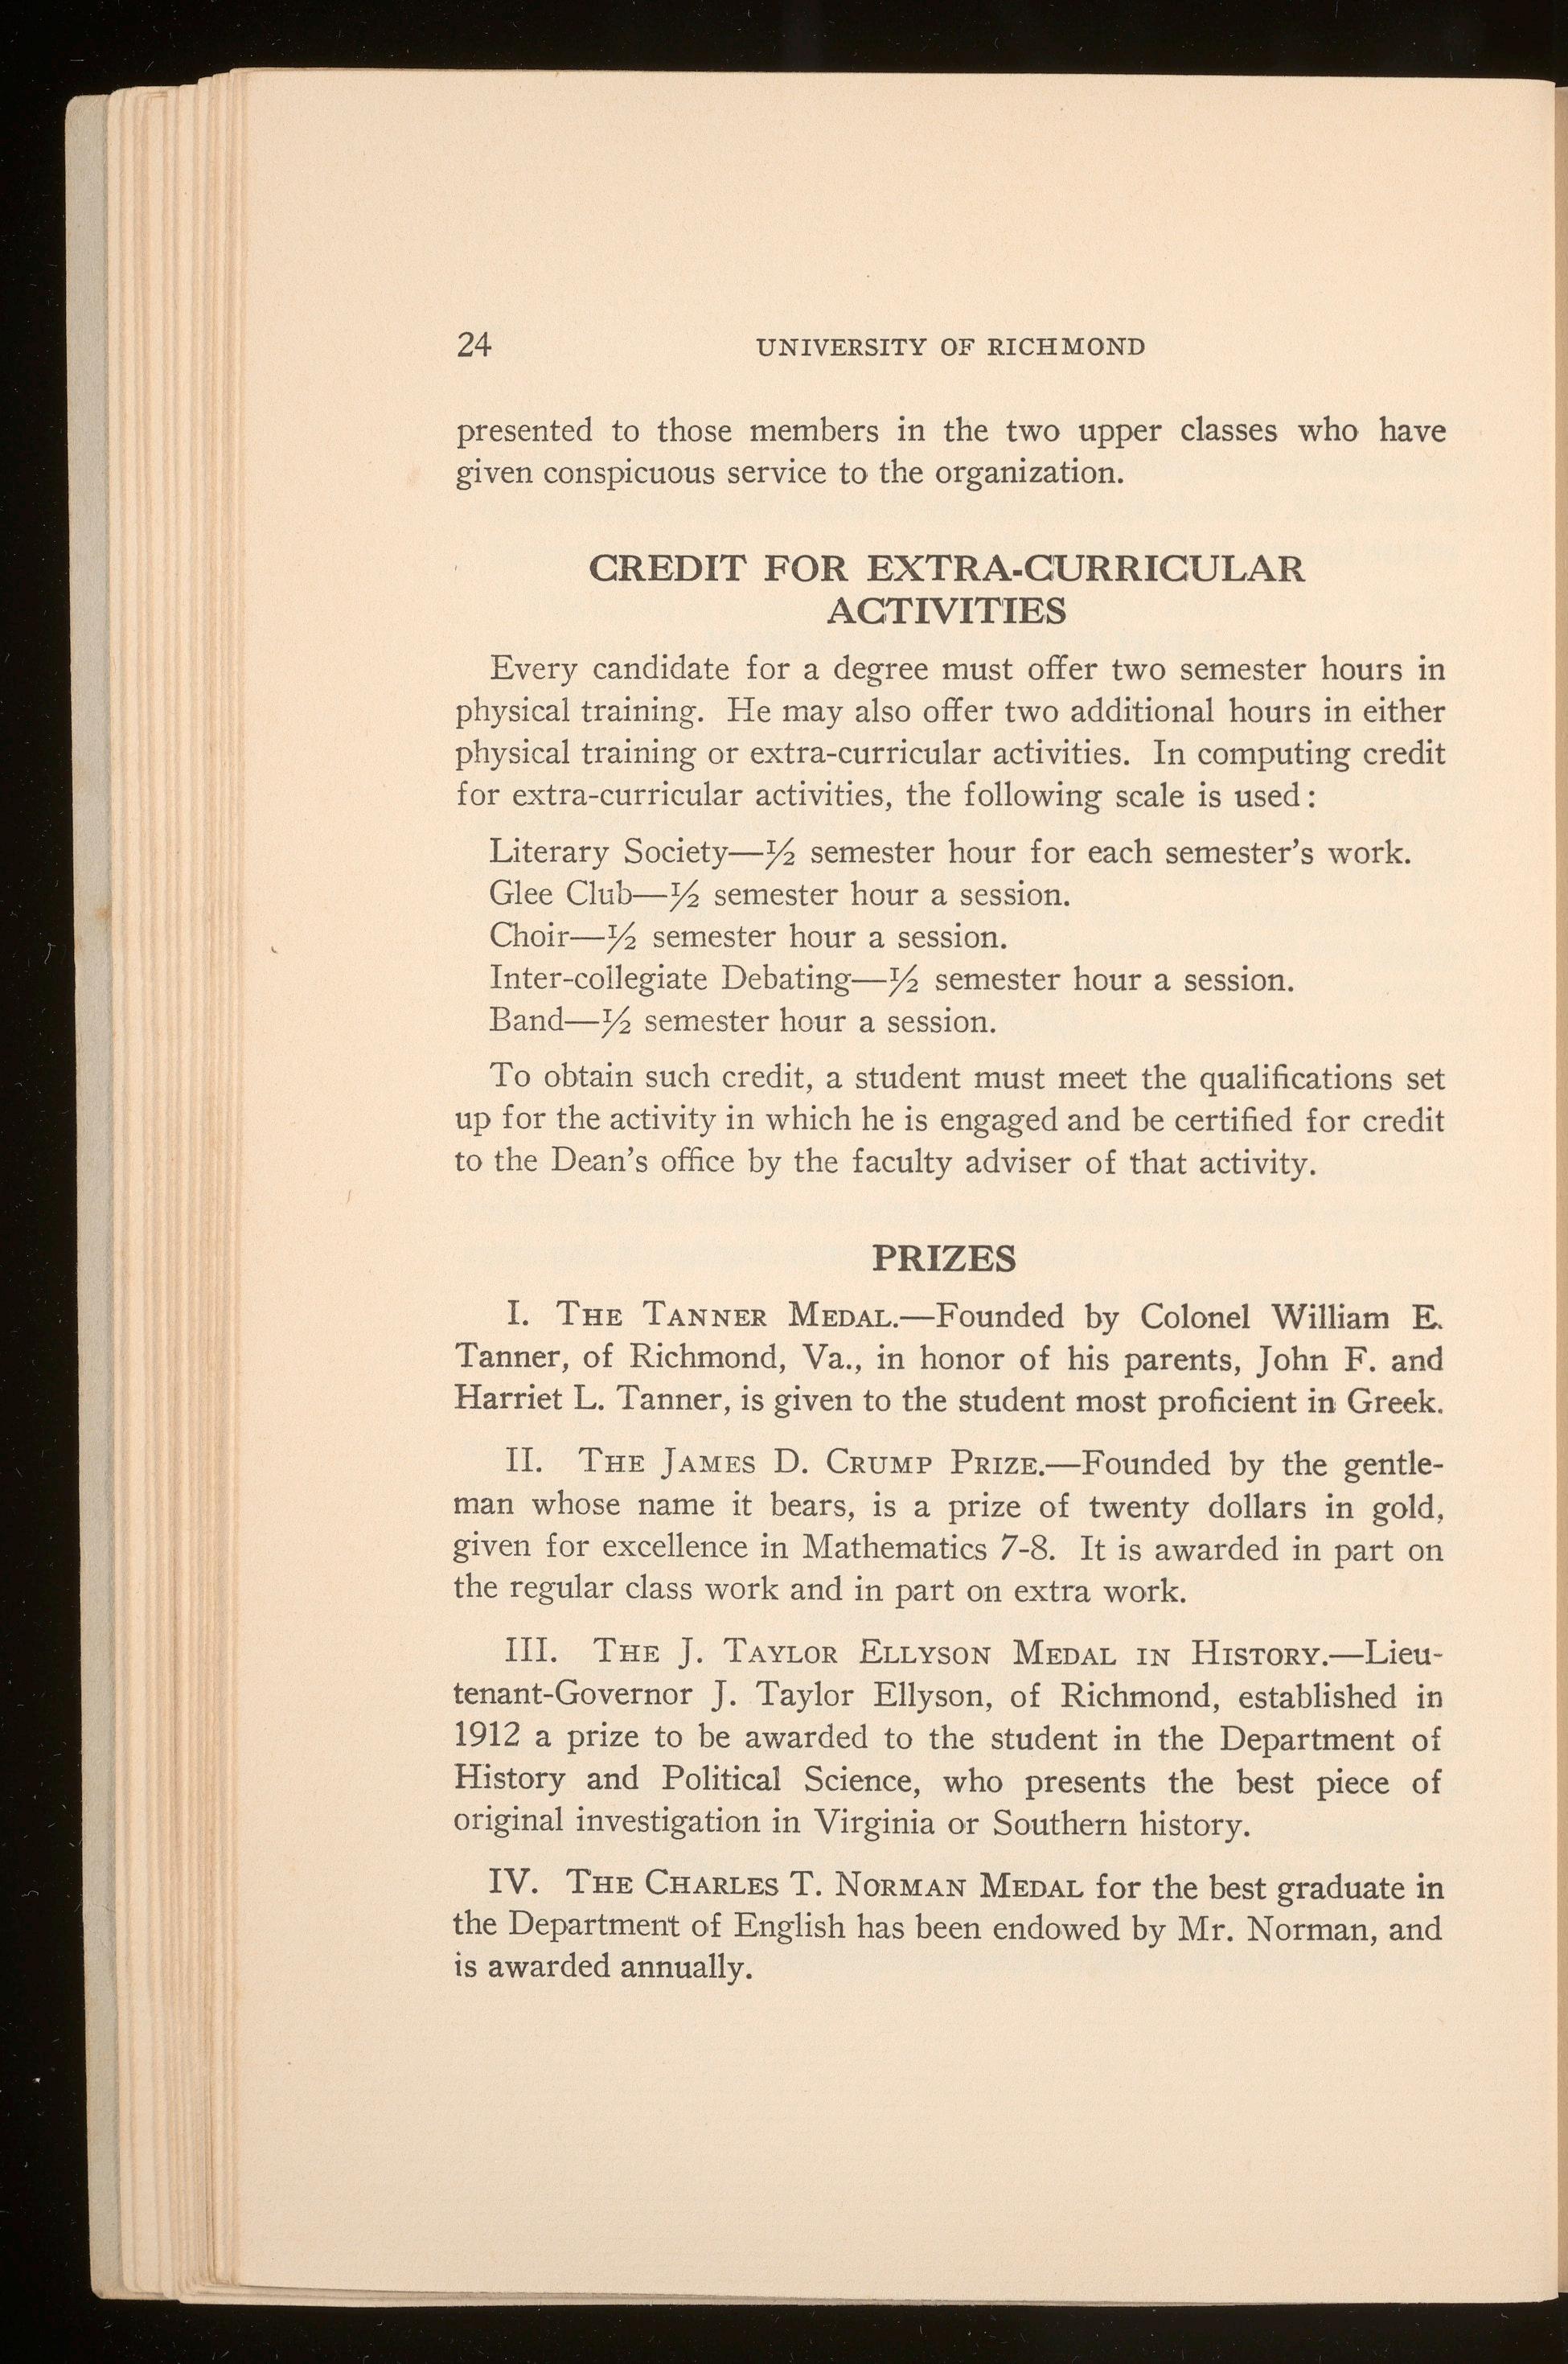 24 UNIVERSITY OF RICHMOND
presented to those members in the two upper classes who have
given conspicuous service to the organization.
CREDIT FOR EXTRA-CURRICULAR
ACTIVITIES
Every candidate for a degree must offer two semester hours in
physical training. He may also offer two additional hours in either
physical training or extra-curricular activities. In computing credit
for extra-curricular activities, the following scale is used:
Literary Society—½ semester hour for each semester's work.
Glee Club—½ semester hour a session.
Choir—½ semester hour a session.
Inter-collegiate Debating—½ semester hour a session.
Band—½ semester hour a session.
To obtain such credit, a student must meet the qualifications set
up for the activity in which he is engaged and be certified for credit
to the Dean's office by the faculty adviser of that activity.
PRIZES
I. THE TANNER MEDAL.—Founded by Colonel William E.
Tanner, of Richmond, Va., in honor of his parents, John F. and
Harriet L. Tanner, is given to the student most proficient in Greek.
II. THE JAMES D. CRUMP PRIZE.—Founded by the gentle-
man whose name it bears, is a prize of twenty dollars in gold,
given for excellence in Mathematics 7-8. It is awarded in part on
the regular class work and in part on extra work.
III. THE J. TAYLOR ELLYSON MEDAL IN HISTORY.—Lieu-
tenant-Governor J. Taylor Ellyson, of Richmond, established in
1912 a prize to be awarded to the student in the Department of
History and Political Science, who presents the best piece of
original investigation in Virginia or Southern history.
IV. THE CHARLES T. NORMAN MEDAL for the best graduate in
the Department of English has been endowed by Mr. Norman, and
is awarded annually.